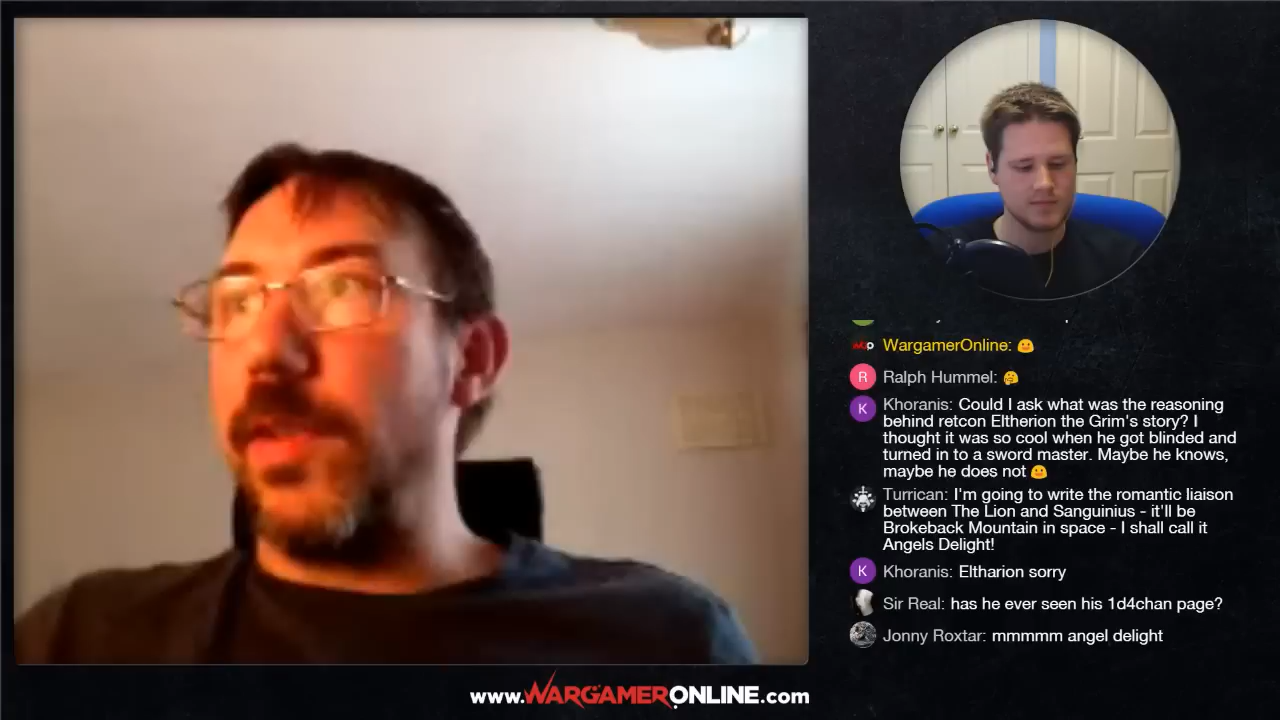 WargamerOnline:
R
Ralph Hummel:
K
Khoranis: Could I ask what was the reasoning
behind retcon Eltherion the Grim's story? I
thought it was so cool when he got blinded and
turned in to a sword master. Maybe he knows,
maybe he does not
Turrican: I'm going to write the romantic liaison
between The Lion and Sanguinius - it'll be
Brokeback Mountain in space - I shall call it
Angels Delight!
K
Khoranis: Eltharion sorry
Sir Real: has he ever seen his 1d4chan page?
Jonny Roxtar: mmmmm angel delight
www.WARGAMERONLINE.com